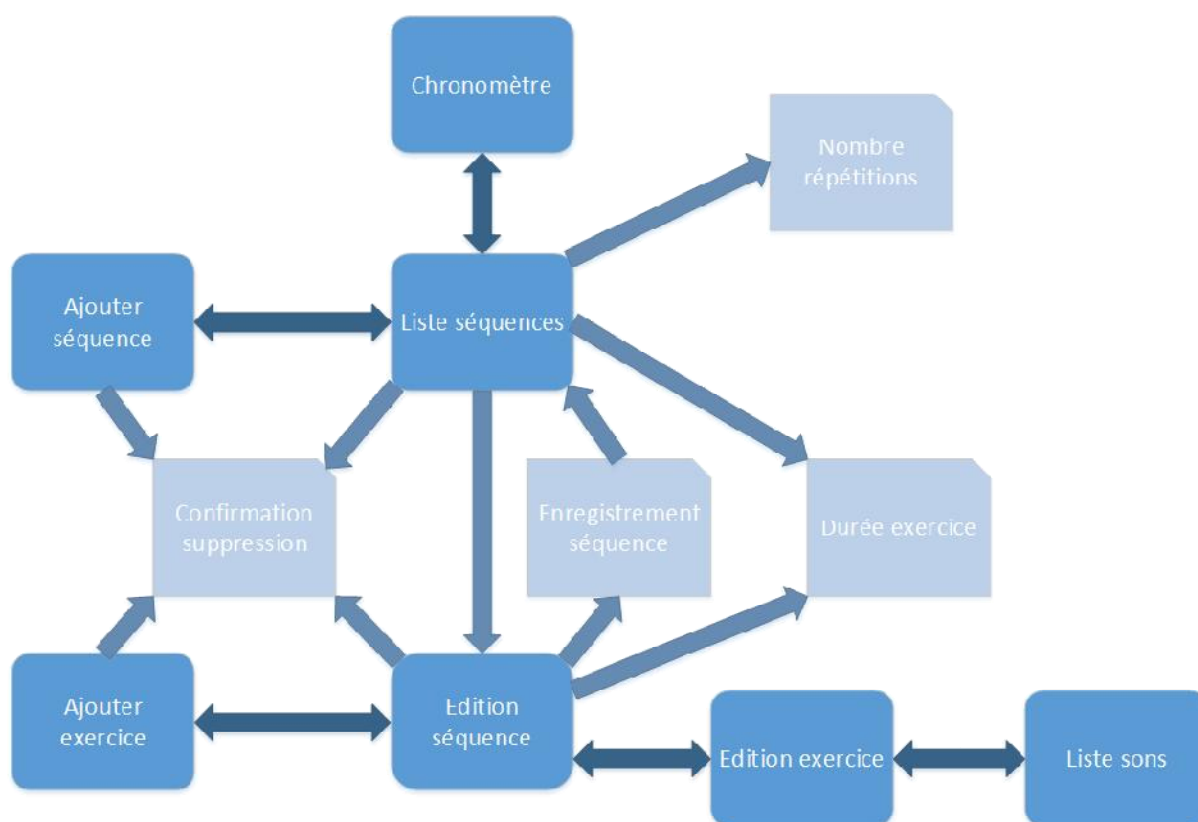 Chronomètre
Nombre
répétitions
Ajouter
séquence
Liste séquences
Confirmation
suppression
Enregistrement
séquence
Durée exercice
Ajouter
exercice
Edition
séquence
Edition exercice
Liste sons